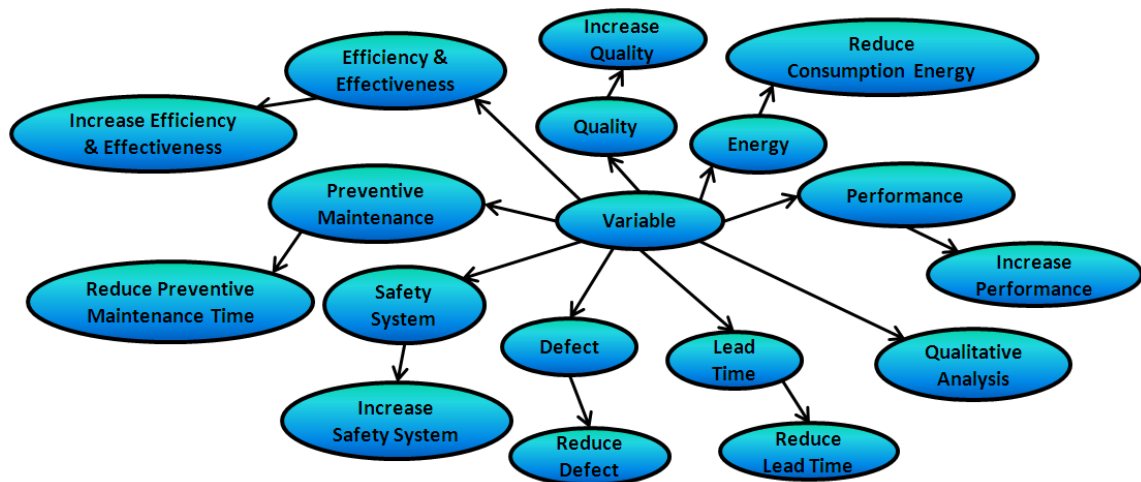 Increase
Quality
Reduce
Consumption Energy
Efficiency &
Effectiveness
Increase Efficiency
& Effectiveness
Quality
Energy
Preventive
Maintenance
Variable
Performance
Increase
Performance
Reduce Preventive
Maintenance Time
Safety
System
Defect
Lead
Time
Qualitative
Analysis
Increase
Safety System
Reduce
Defect
Reduce
Lead Time